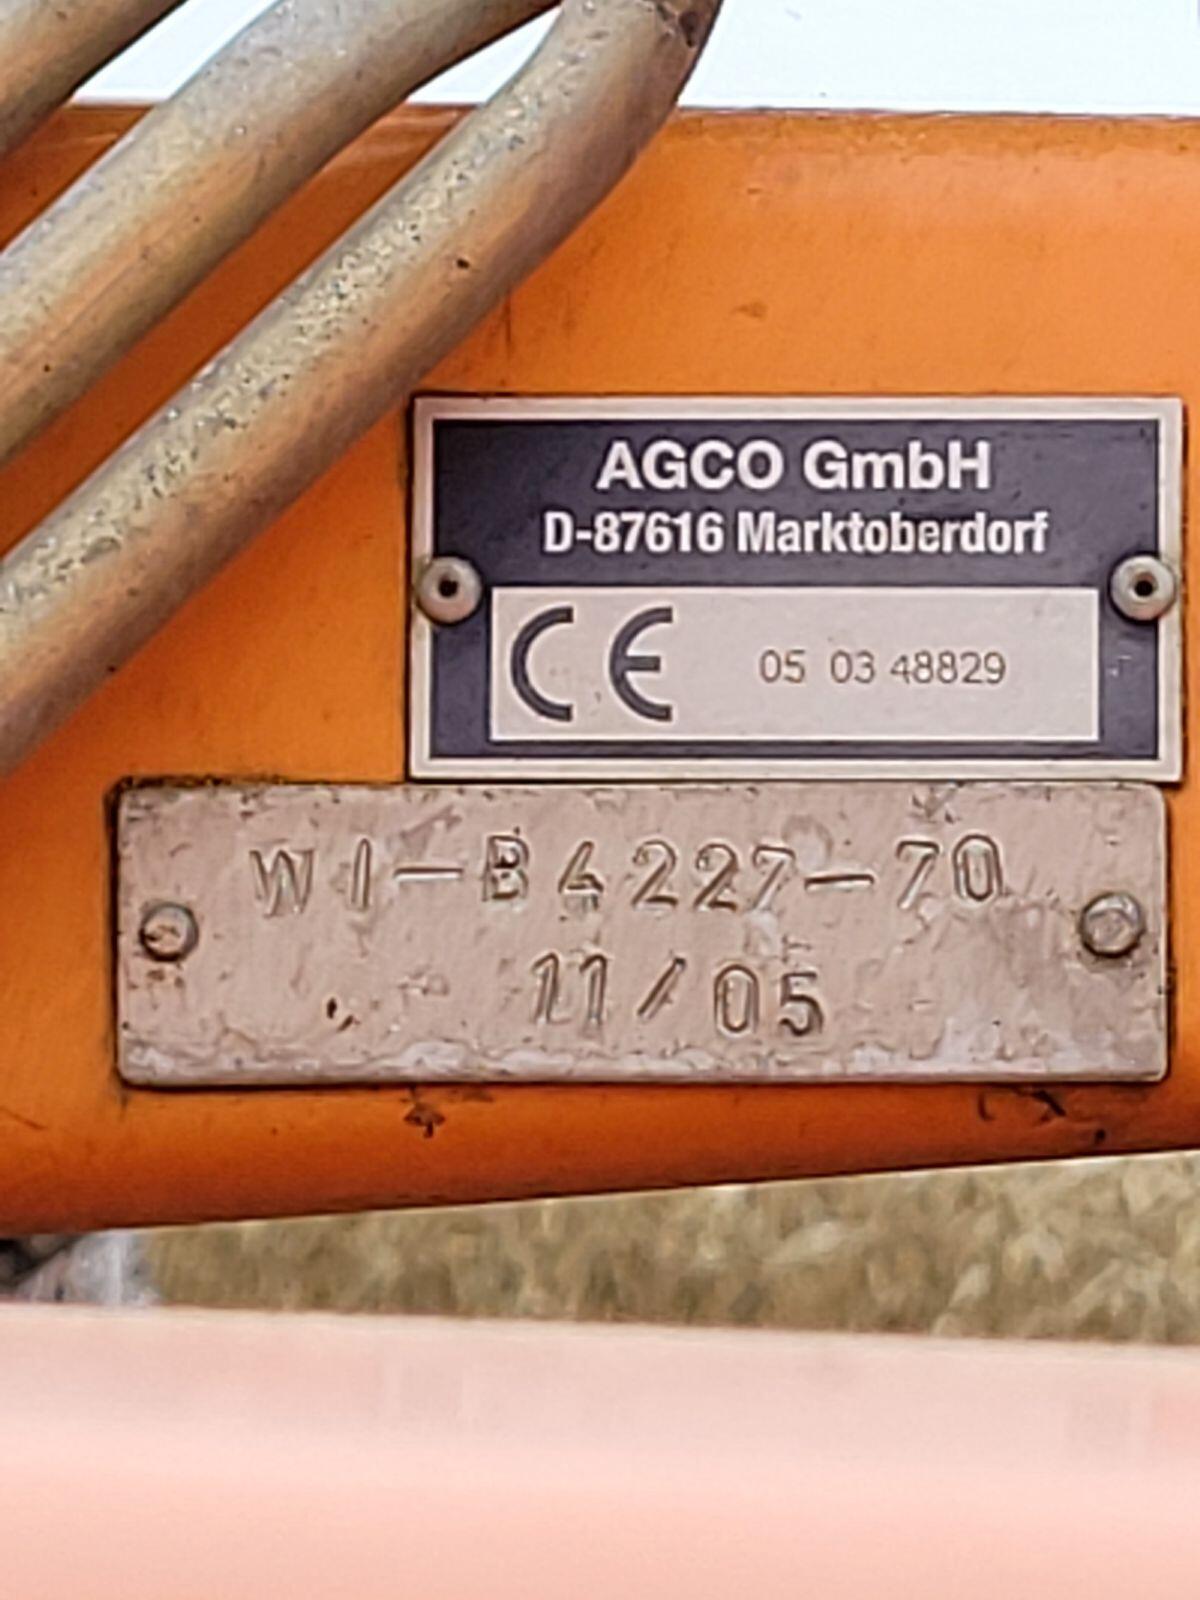 AGCO GmbH
D-87616 Marktoberdorf
CE 05 03 48829
WI-B4227-70
11/05